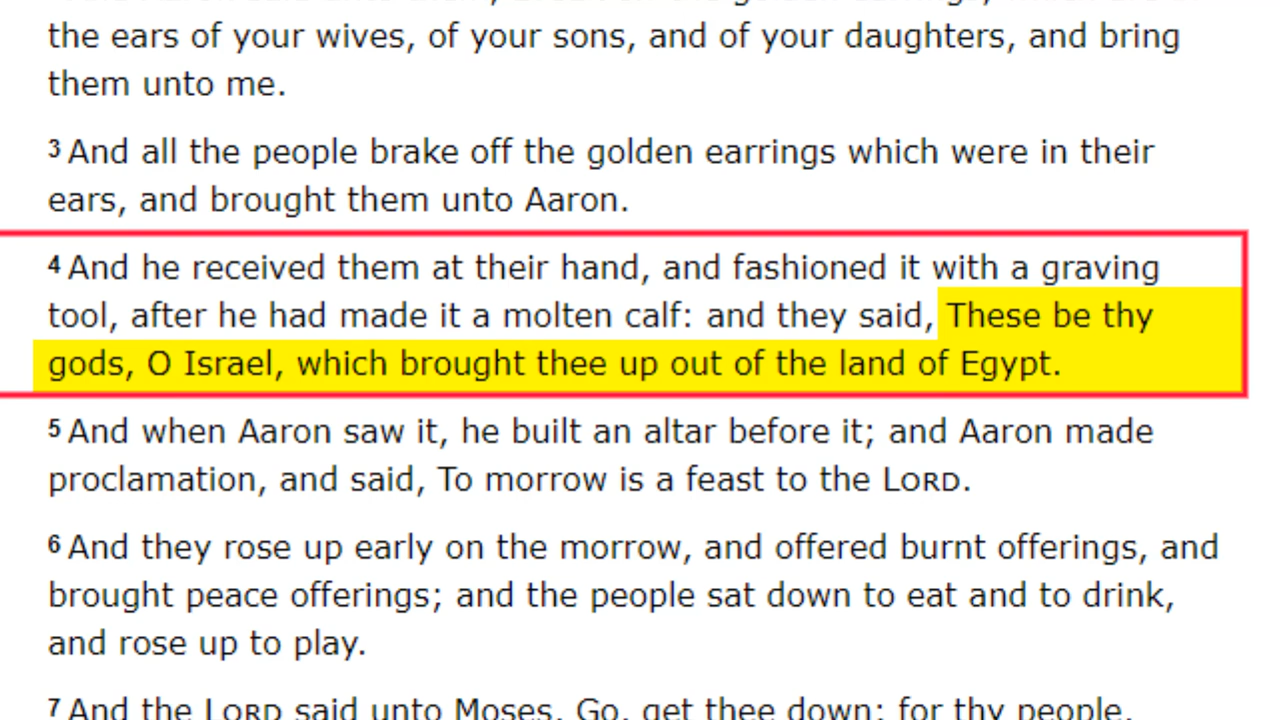 the ears of your wives, of your sons, and of your daughters, and bring
them unto me.
3 And all the people brake off the golden earrings which were in their
ears, and brought them unto Aaron.
4 And he received them at their hand, and fashioned it with a graving
tool, after he had made it a molten calf: and they said, These be thy
gods, O Israel, which brought thee up out of the land of Egypt.
5 And when Aaron saw it, he built an altar before it; and Aaron made
proclamation, and said, To morrow is a feast to the LORD.
6 And they rose up early on the morrow, and offered burnt offerings, and
brought peace offerings; and the people sat down to eat and to drink,
and rose up to play.
7 And the LORD said unto Moses, Go, get thee down; for thy people,